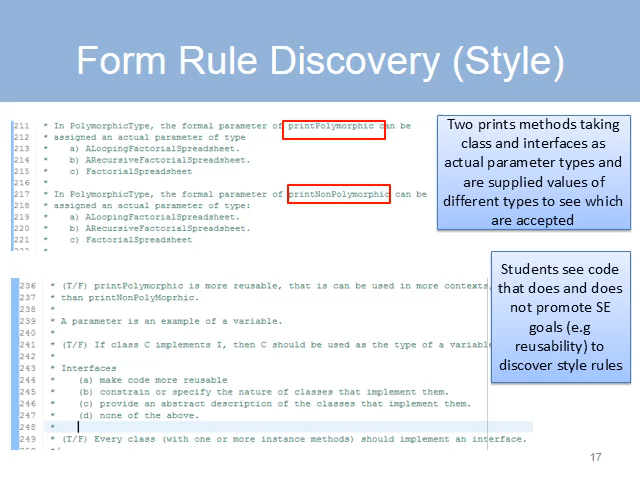 Form Rule Discovery (Style)
211 * In PolymorphicType, the formal parameter of printPolymorphic can be
212 * assigned an actual parameter of type
213 * a) ALoopingFactorialSpreadsheet.
214 * b) ARecursiveFactorialSpreadsheet.
215 * c) FactorialSpreadsheet
216 *
217 * In PolymorphicType, the formal parameter of printNonPolymorphic can be
218 * assigned an actual parameter of type:
219 * a) ALoopingFactorialSpreadsheet.
220 * b) ARecursiveFactorialSpreadsheet.
221 * c) FactorialSpreadsheet
Two prints methods taking
class and interfaces as
actual parameter types and
are supplied values of
different types to see which
are accepted
236 * (T/F) printPolymorphic is more reusable, that is can be used in more contexts,
237 * than printNonPolyMoprhic.
238 *
239 * A parameter is an example of a variable.
240 *
241 * (T/F) If class C implements I, then C should be used as the type of a variable
242 *
243 * Interfaces
244 * (a) make code more reusable
245 * (b) constrain or specify the nature of classes that implement them.
246 * (c) provide an abstract description of the classes that implement them.
247 * (d) none of the above.
248 *
249 * (T/F) Every class (with one or more instance methods) should implement an interface.
Students see code
that does and does
not promote SE
goals (e.g
reusability) to
discover style rules
17